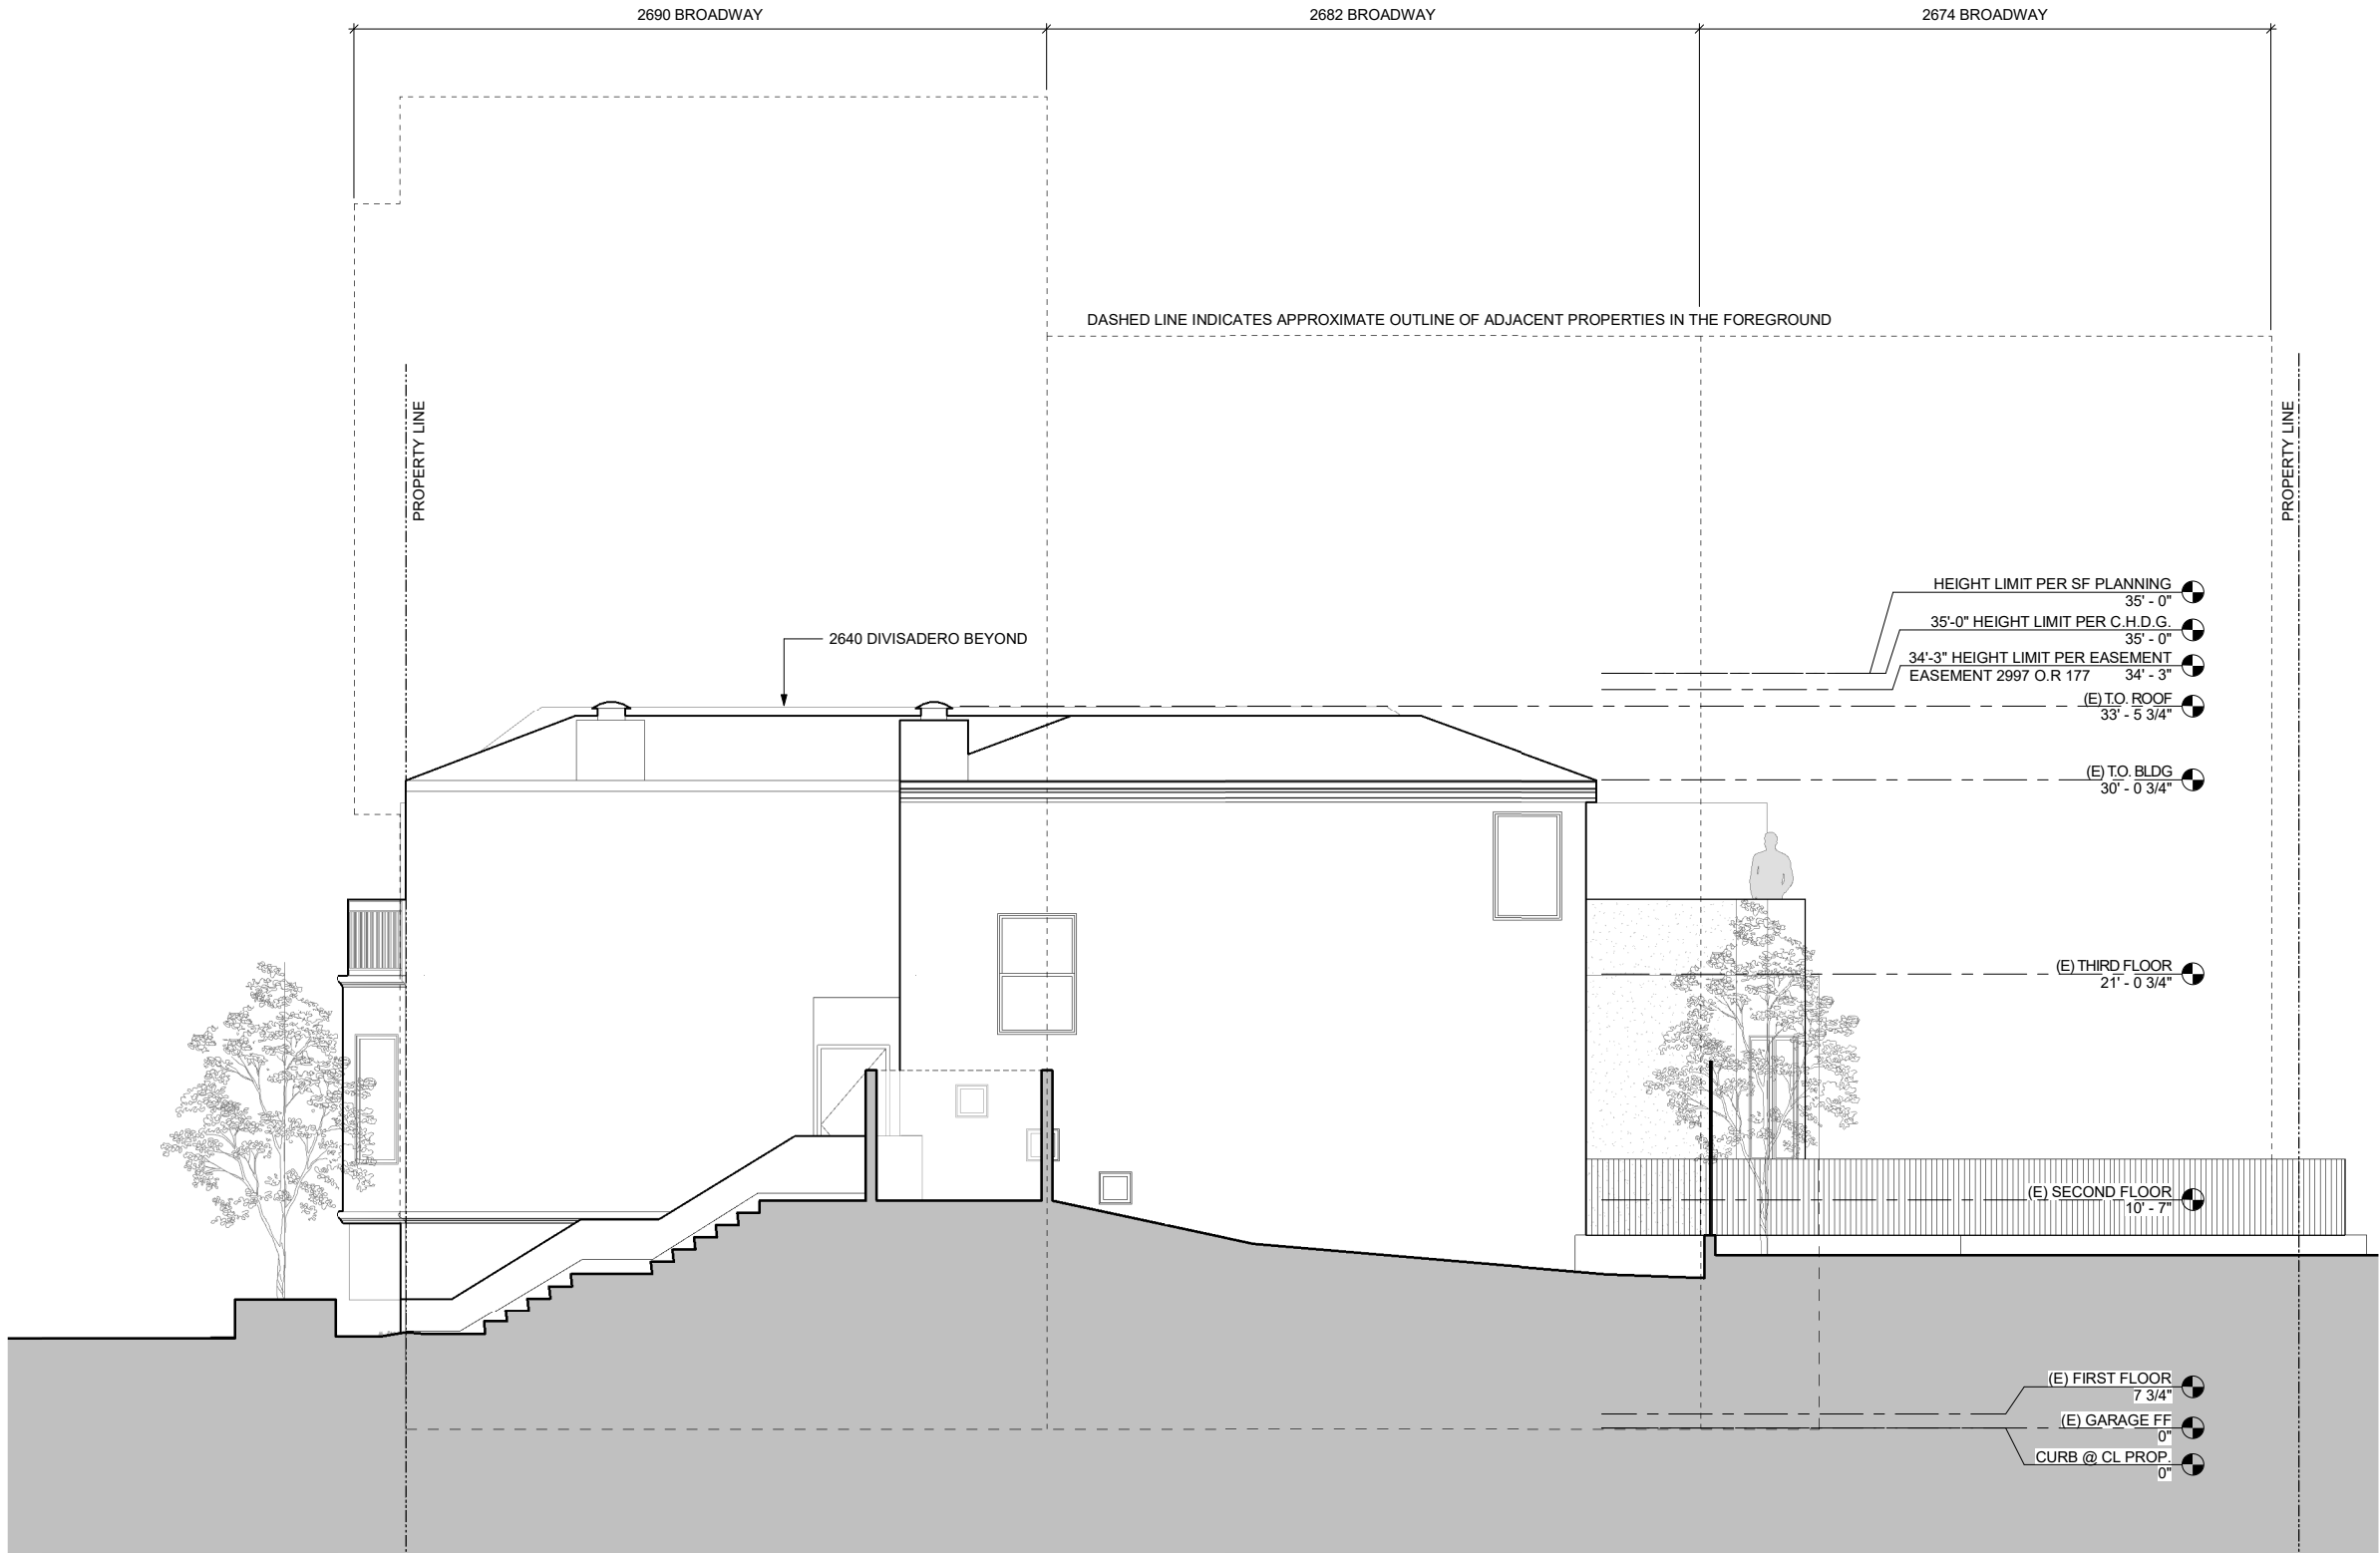 2690 BROADWAY
2682 BROADWAY
2674 BROADWAY
DASHED LINE INDICATES APPROXIMATE OUTLINE OF ADJACENT PROPERTIES IN THE FOREGROUND
PROPERTY LINE
PROPERTY LINE
2640 DIVISADERO BEYOND
HEIGHT LIMIT PER SF PLANNING
35' - 0"
35'-0" HEIGHT LIMIT PER C.H.D.G.
35' - 0"
34'-3" HEIGHT LIMIT PER EASEMENT
EASEMENT 2997 O.R 177 34' - 3"
(E) T.O. ROOF
33' - 5 3/4"
(E) T.O. BLDG
30' - 0 3/4"
(E) THIRD FLOOR
21' - 0 3/4"
(E) SECOND FLOOR
10' - 7"
(E) FIRST FLOOR
7 3/4"
(E) GARAGE FF
0"
CURB @ CL PROP.
0"